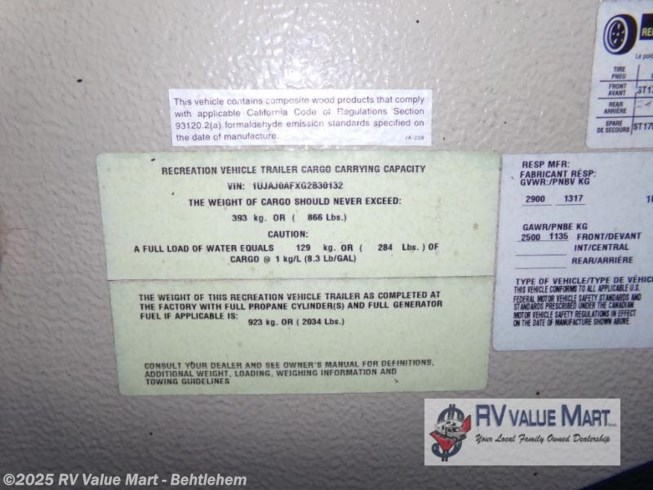 This vehicle contains composite wood products that comply
with applicable California Code of Regulations Section
93120.2(a) formaldehyde emission standards specified on
the date of manufacture.
RECREATION VEHICLE TRAILER CARGO CARRYING CAPACITY
VIN: 1UJAJ0AFXG2B30132
THE WEIGHT OF CARGO SHOULD NEVER EXCEED:
393 kg. OR ( 866 Lbs.)
CAUTION:
A FULL LOAD OF WATER EQUALS 129 kg. OR ( 284 Lbs. ) OF
CARGO @ 1 kg/L (8.3 Lb/GAL)
THE WEIGHT OF THIS RECREATION VEHICLE TRAILER AS COMPLETED AT
THE FACTORY WITH FULL PROPANE CYLINDER(S) AND FULL GENERATOR
FUEL IF APPLICABLE IS:
923 kg. OR ( 2034 Lbs.)
CONSULT YOUR DEALER AND SEE OWNER'S MANUAL FOR DEFINITIONS,
ADDITIONAL WEIGHT, LOADING, WEIGHING INFORMATION AND
TOWING GUIDELINES
TIRE
PNEU
FRONT
AVANT
REAR
ARRIÈRE
SPARE
DE SECOURS
RESP MFR:
FABRICANT RÉSP:
GVWR:/PNBV KG
2900 1317
GAWR/PNBE KG
2500 1135 FRONT/DEVANT
INT/CENTRAL
REAR/ARRIÉRE
TYPE OF VEHICLE/TYPE DE VÉHIC
THIS VEHICLE CONFORMS TO ALL APPLICABLE U.S.
FEDERAL MOTOR VEHICLE SAFETY STANDARDS AND
STANDARDS PRESCRIBED UNDER THE CANADIAN
MOTOR VEHICLE SAFETY REGULATIONS IN EFFECT
ON THE DATE OF MANUFACTURE SHOWN ABOVE.
RV VALUE MART
Your Local Family Owned Dealership
©2025 RV Value Mart - Behtlehem